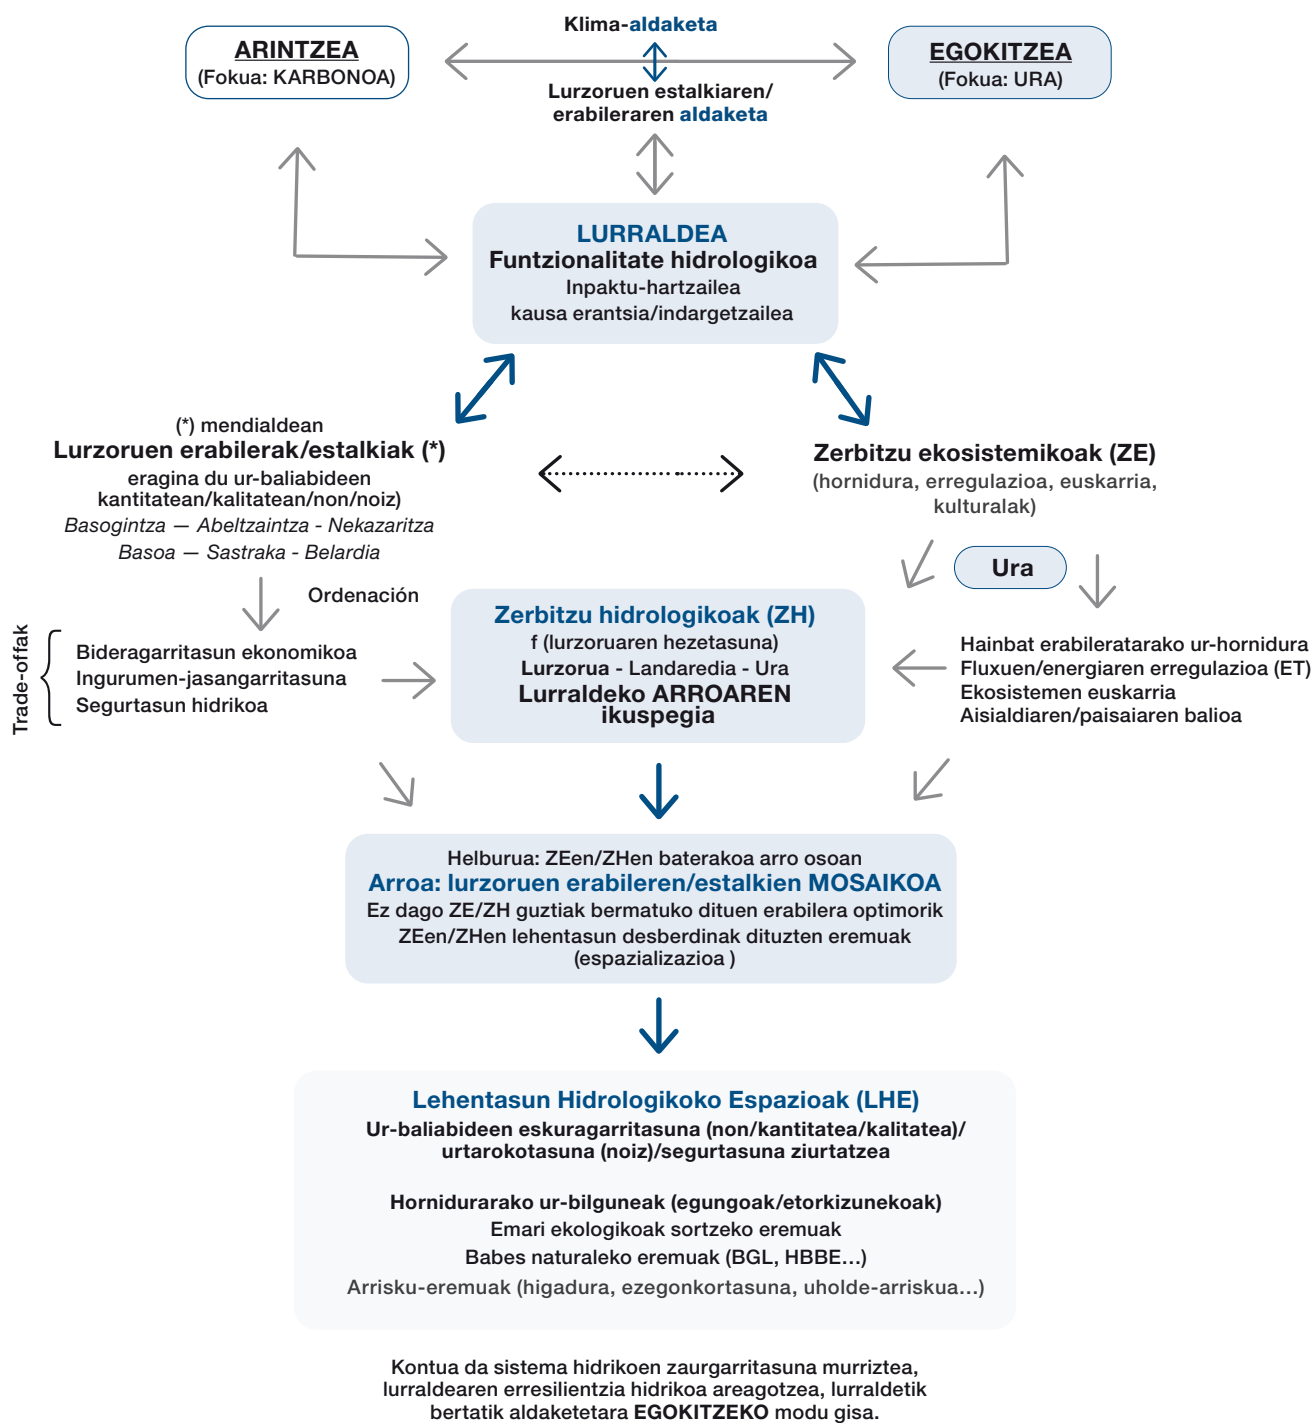 Klima-aldaketa
ARINTZEA
(Fokua: KARBONOA)
EGOKITZEA
(Fokua: URA)
Lurzoruen estalkiaren/
erabileraren aldaketa
LURRALDEA
Funtzionalitate hidrologikoa
Inpaktu-hartzailea
kausa erantsia/indargetzailea
(*) mendialdean
Lurzoruen erabilerak/estalkiak (*)
eragina du ur-baliabideen
kantitatean/kalitatean/non/noiz)
Basogintza — Abeltzaintza - Nekazaritza
Basoa — Sastraka - Belardia
Zerbitzu ekosistemikoak (ZE)
(hornidura, erregulazioa, euskarria,
kulturalak)
Ura
Ordenación
Trade-offak
Bideragarritasun ekonomikoa
Ingurumen-jasangarritasuna
Segurtasun hidrikoa
Zerbitzu hidrologikoak (ZH)
f (lurzoruaren hezetasuna)
Lurzorua - Landaredia - Ura
Lurraldeko ARROAREN
ikuspegia
Hainbat erabileratarako ur-hornidura
Fluxuen/energiaren erregulazioa (ET)
Ekosistemen euskarria
Aisialdiaren/paisaiaren balioa
Helburua: ZEen/ZHen baterakoa arro osoan
Arroa: lurzoruen erabileren/estalkien MOSAIKOA
Ez dago ZE/ZH guztiak bermatuko dituen erabilera optimorik
ZEen/ZHen lehentasun desberdinak dituzten eremuak
(espazializazioa )
Lehentasun Hidrologikoko Espazioak (LHE)
Ur-baliabideen eskuragarritasuna (non/kantitatea/kalitatea)/
urtarokotasuna (noiz)/segurtasuna ziurtatzea
Hornidurarako ur-bilguneak (egungoak/etorkizunekoak)
Emari ekologikoak sortzeko eremuak
Babes naturaleko eremuak (BGL, HBBE...)
Arrisku-eremuak (higadura, ezegonkortasuna, uholde-arriskua...)
Kontua da sistema hidrikoen zaurgarritasuna murriztea,
lurraldearen erresilientzia hidrikoa areagotzea, lurraldetik
bertatik aldaketetara EGOKITZEKO modu gisa.